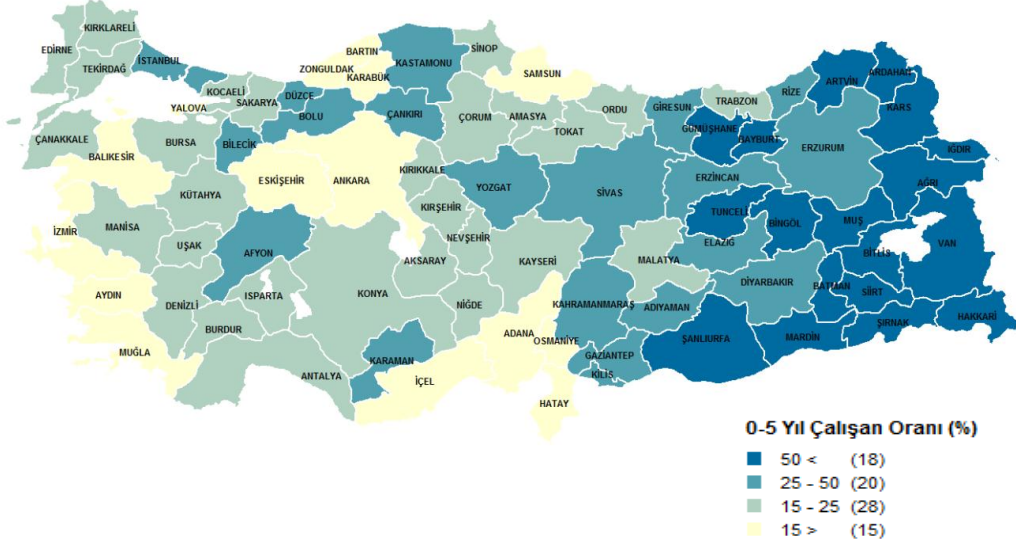 KIRKLARELİ
EDİRNE
TEKİRDAĞ
İSTANBUL
KOCAELİ
YALOVA
SAKARYA
DÜZCE
BOLU
ZONGULDAK
BARTIN
KARABÜK
KASTAMONU
SİNOP
SAMSUN
ÇANKIRI
ÇORUM
AMASYA
TOKAT
ORDU
GİRESUN
TRABZON
RİZE
ARTVİN
ARDAHAN
KARS
GÜMÜŞHANE
BAYBURT
ERZURUM
IĞDIR
AĞRI
ÇANAKKALE
BALIKESİR
BURSA
BİLECİK
ESKİŞEHİR
ANKARA
KIRIKKALE
YOZGAT
SİVAS
ERZİNCAN
KÜTAHYA
KIRŞEHİR
TUNCELİ
BİNGÖL
MUŞ
VAN
İZMİR
MANİSA
UŞAK
AFYON
NEVŞEHİR
AKSARAY
KAYSERİ
MALATYA
ELAZIĞ
BİTLİS
DİYARBAKIR
BATMAN
SİİRT
AYDIN
DENİZLİ
ISPARTA
KONYA
NİĞDE
KAHRAMANMARAŞ
ADIYAMAN
ŞIRNAK
HAKKARİ
BURDUR
ADANA
OSMANİYE
ŞANLIURFA
MARDİN
MUĞLA
ANTALYA
KARAMAN
İÇEL
GAZİANTEP
KİLİS
HATAY
0-5 Yıl Çalışan Oranı (%)
50 < (18)
25 - 50 (20)
15 - 25 (28)
15 > (15)